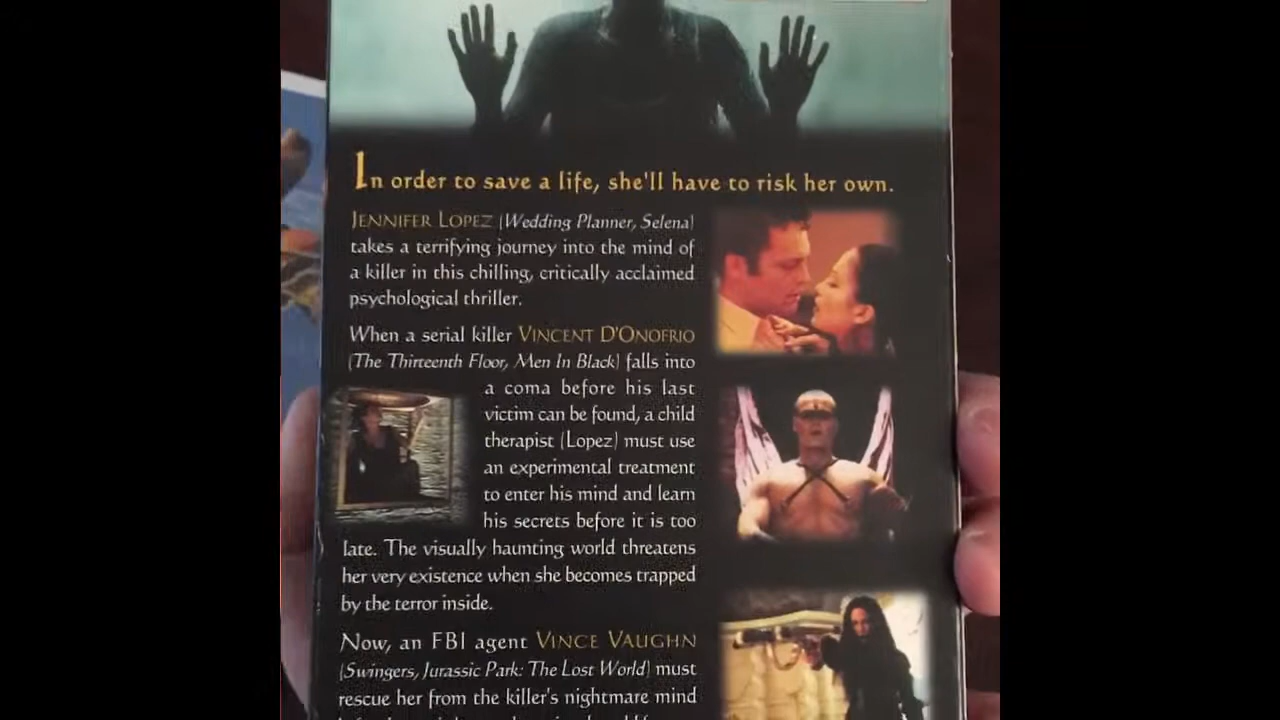 In order to save a life, she'll have to risk her own.
JENNIFER LOPEZ (Wedding Planner, Selena)
takes a terrifying journey into the mind of
a killer in this chilling, critically acclaimed
psychological thriller.
When a serial killer VINCENT D'ONOFRIO
(The Thirteenth Floor, Men In Black) falls into
a coma before his last
victim can be found, a child
therapist (Lopez) must use
an experimental treatment
to enter his mind and learn
his secrets before it is too
late. The visually haunting world threatens
her very existence when she becomes trapped
by the terror inside.
Now, an FBI agent VINCE VAUGHN
(Swingers, Jurassic Park: The Lost World) must
rescue her from the killer's nightmare mind